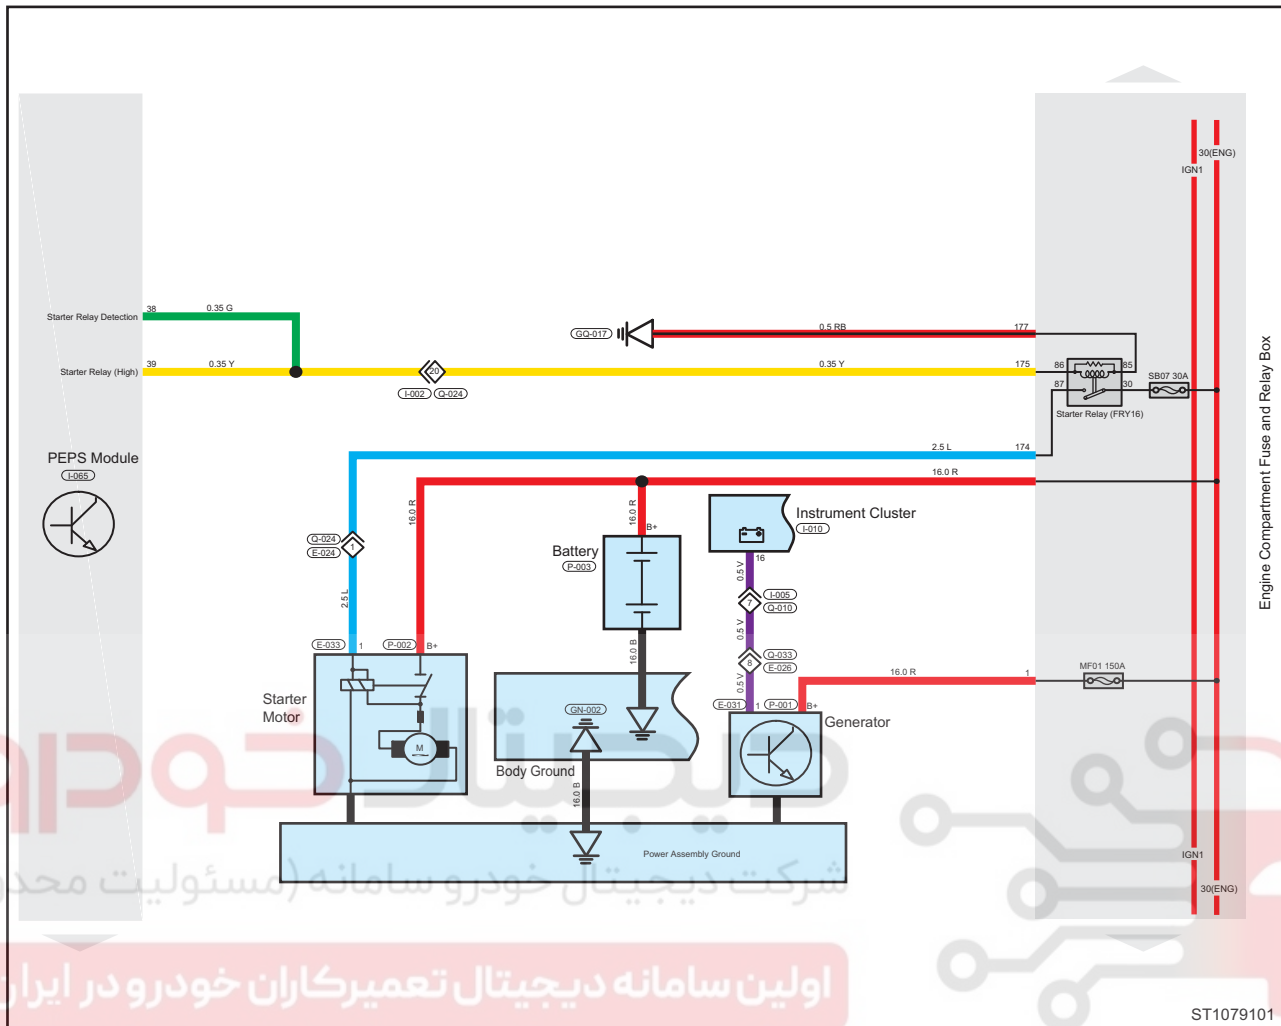 30(ENG)
IGN1
Starter Relay Detection
38
0.35 G
GQ-017
0.5 RB
177
Starter Relay (High)
39
0.35 Y
20
I-002
Q-024
0.35 Y
175
86
85
87
30
SB07 30A
Starter Relay (FRY16)
Engine Compartment Fuse and Relay Box
2.5 L
174
16.0 R
PEPS Module
I-065
16.0 R
16.0 R
B+
Instrument Cluster
I-010
16
Q-024
E-024
1
Battery
P-003
0.5 V
I-005
Q-010
7
2.5 L
0.5 V
E-033
1
P-002
B+
16.0 B
Q-033
E-026
8
0.5 V
16.0 R
1
MF01 150A
Starter
Motor
M
GN-002
E-031
1
P-001
B+
Generator
Body Ground
16.0 B
Power Assembly Ground
IGN1
30(ENG)
دیجیتال خودرو
شرکت دیجیتال خودرو سامانه (مسئولیت محدو
اولین سامانه دیجیتال تعمیرکاران خودرو در ایران
ST1079101